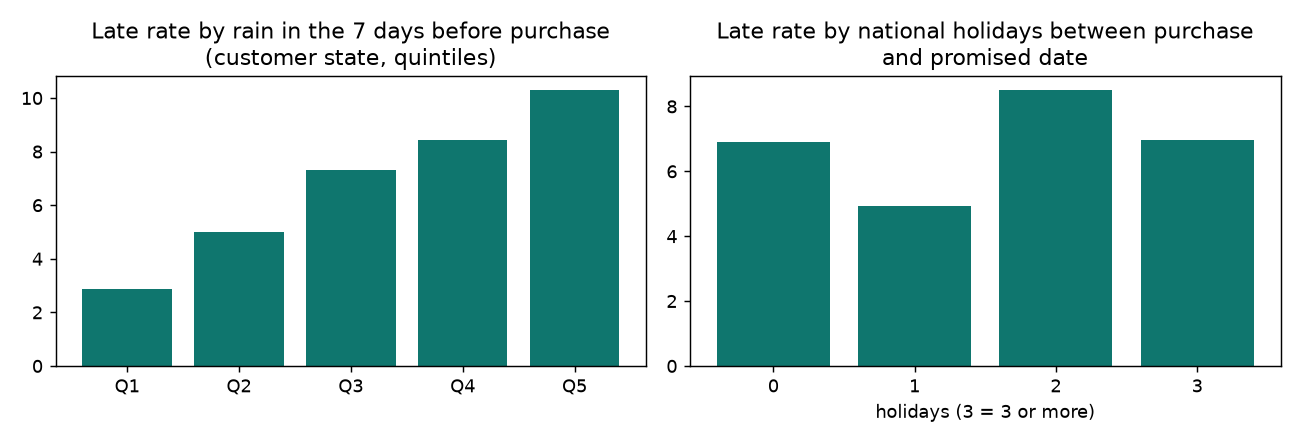 Late rate by rain in the 7 days before purchase
(customer state, quintiles)
10
8
6
4
2
0
Q1 Q2 Q3 Q4 Q5
Late rate by national holidays between purchase
and promised date
8
6
4
2
0
0 1 2 3
holidays (3 = 3 or more)